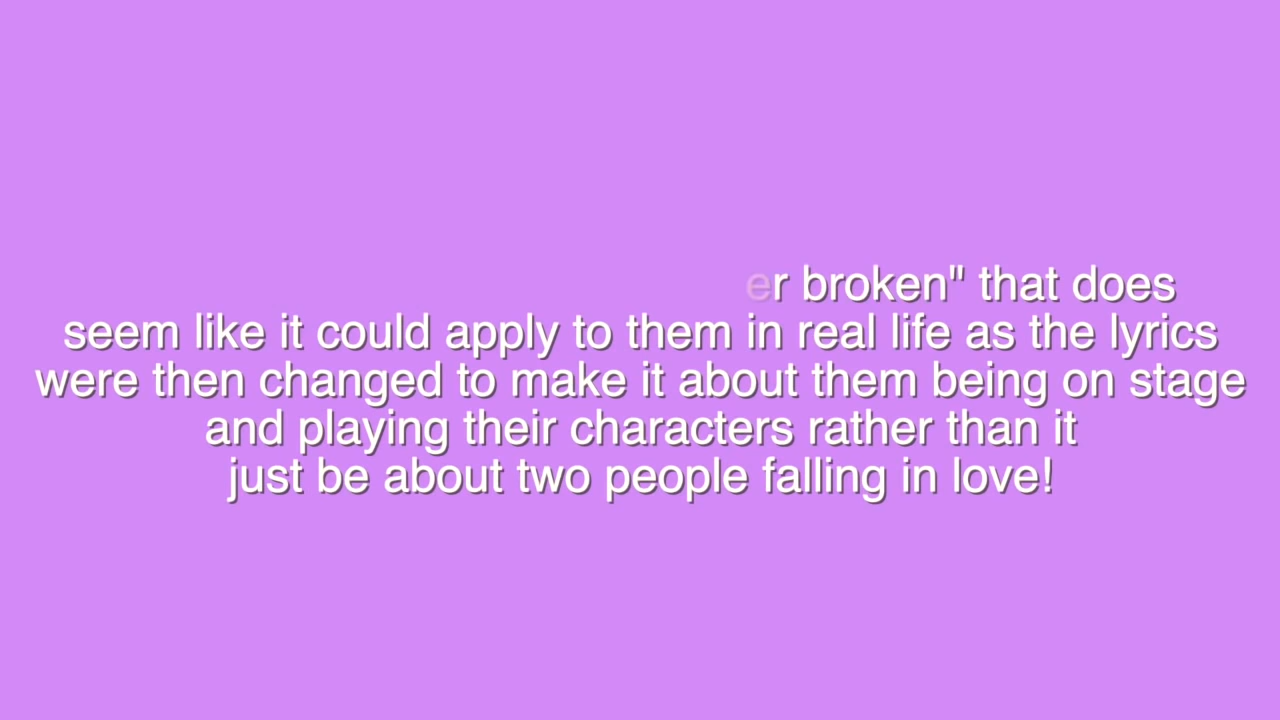 er broken" that does
seem like it could apply to them in real life as the lyrics
were then changed to make it about them being on stage
and playing their characters rather than it
just be about two people falling in love!